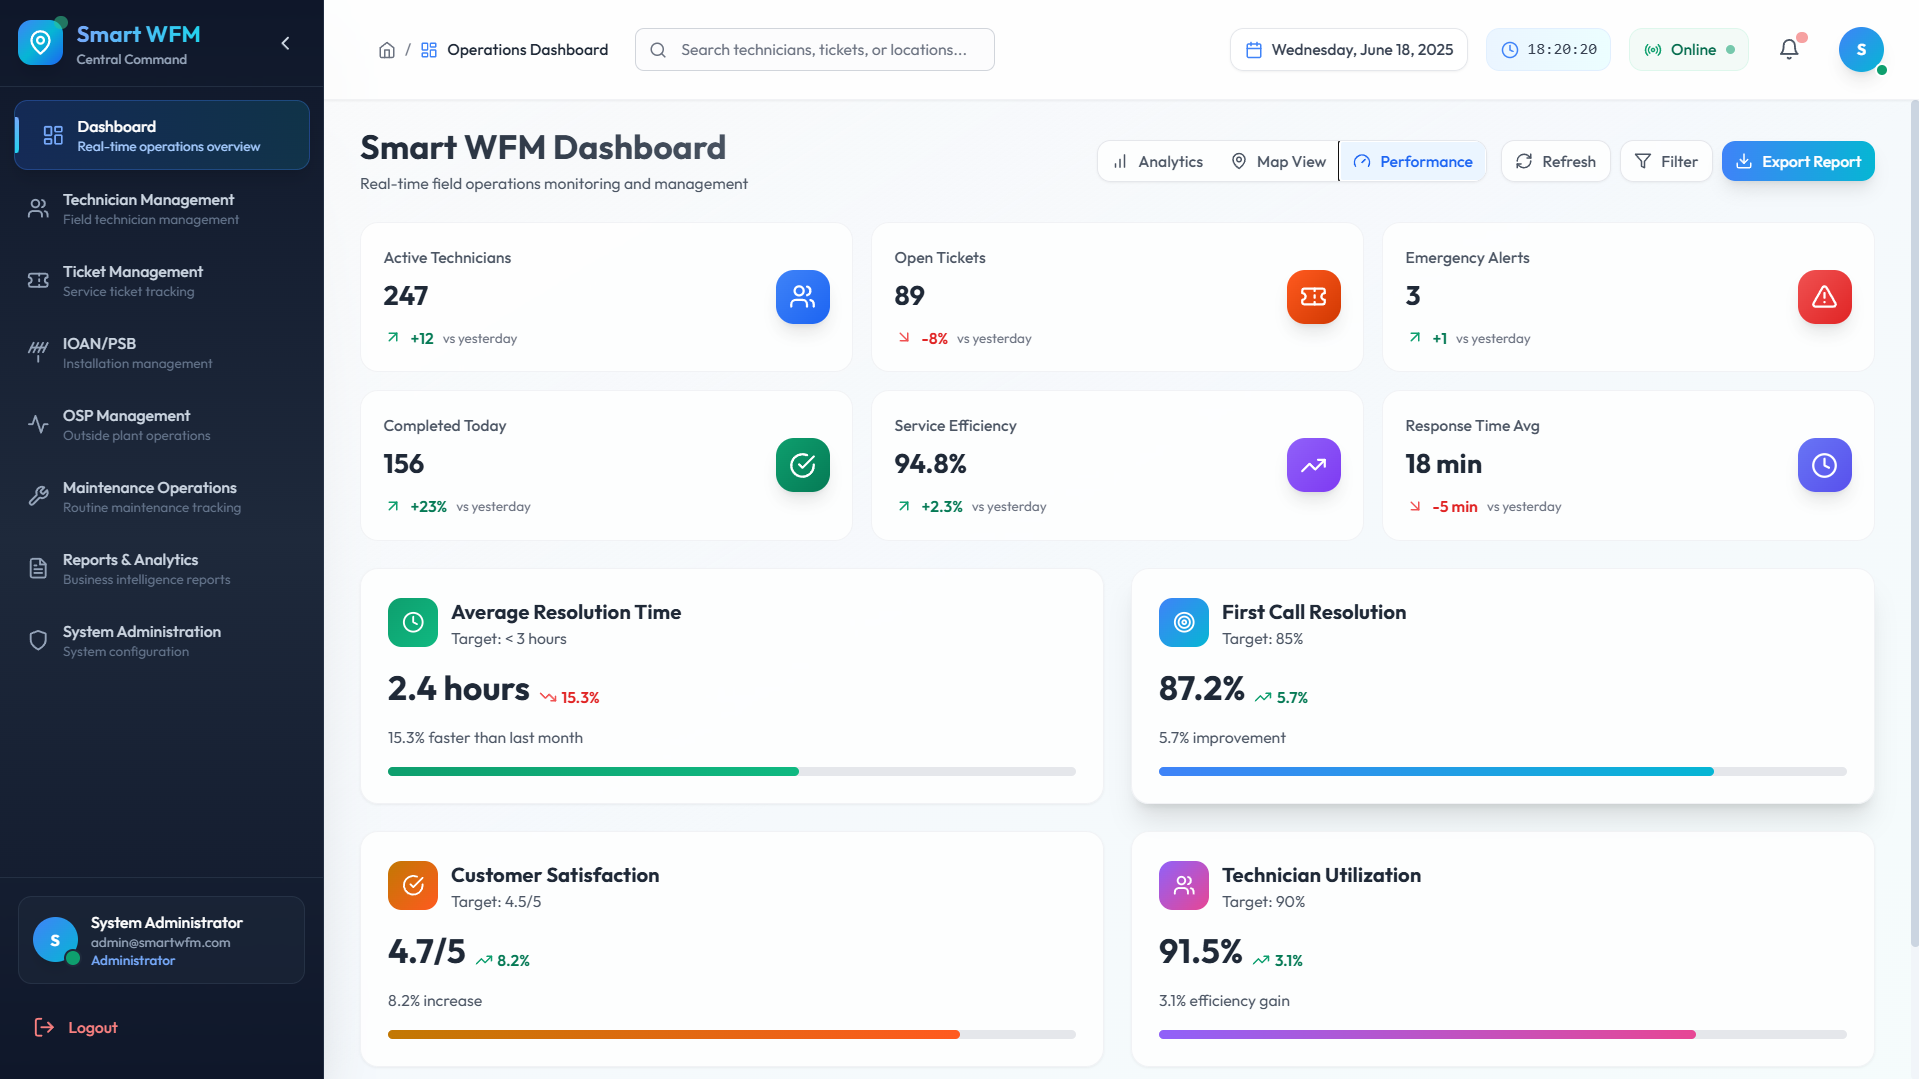 Smart WFM
Central Command
Dashboard
Real-time operations overview
Technician Management
Field technician management
Ticket Management
Service ticket tracking
IOAN/PSB
Installation management
OSP Management
Outside plant operations
Maintenance Operations
Routine maintenance tracking
Reports & Analytics
Business intelligence reports
System Administration
System configuration
S
System Administrator
admin@smartwfm.com
Administrator
Logout
/ Operations Dashboard
Search technicians, tickets, or locations...
Wednesday, June 18, 2025
18:20:20
Online
S
Smart WFM Dashboard
Real-time field operations monitoring and management
Analytics
Map View
Performance
Refresh
Filter
Export Report
Active Technicians
247
+12 vs yesterday
Open Tickets
89
-8% vs yesterday
Emergency Alerts
3
+1 vs yesterday
Completed Today
156
+23% vs yesterday
Service Efficiency
94.8%
+2.3% vs yesterday
Response Time Avg
18 min
-5 min vs yesterday
Average Resolution Time
Target: < 3 hours
2.4 hours 15.3%
15.3% faster than last month
First Call Resolution
Target: 85%
87.2% 5.7%
5.7% improvement
Customer Satisfaction
Target: 4.5/5
4.7/5 8.2%
8.2% increase
Technician Utilization
Target: 90%
91.5% 3.1%
3.1% efficiency gain